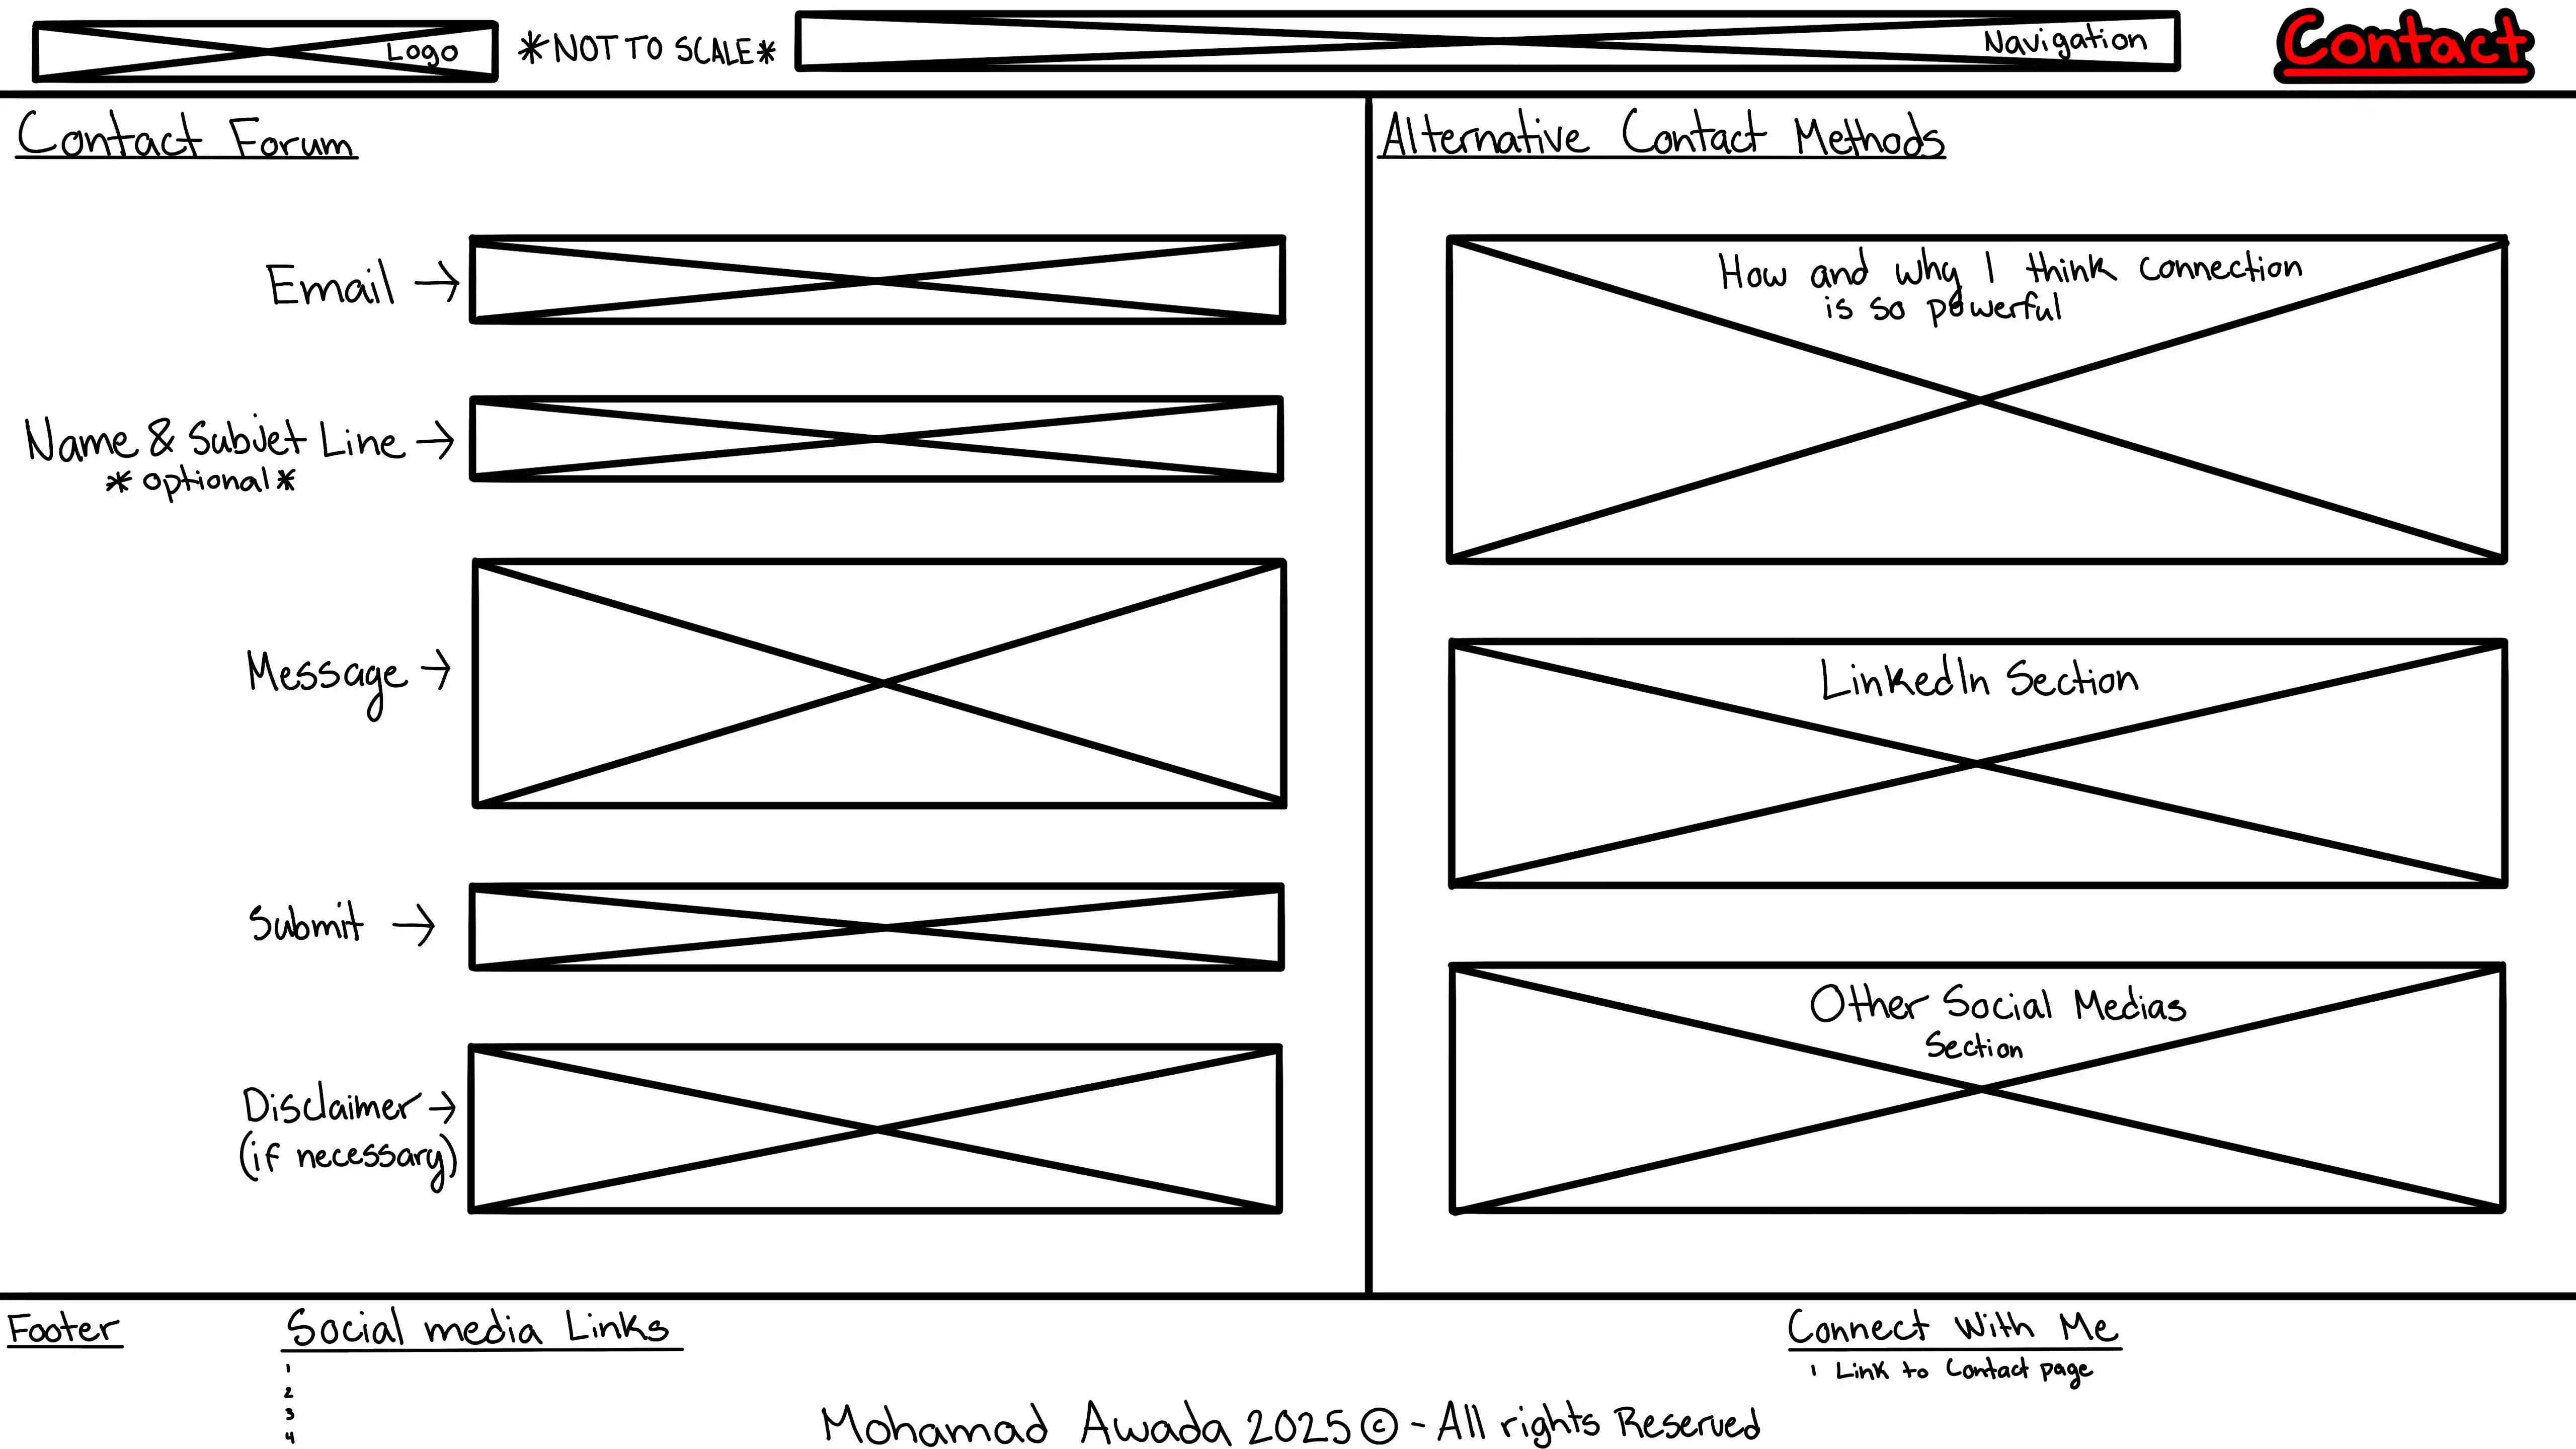 Logo
*NOT TO SCALE*
Navigation
Contact
Contact Forum
Email →
Name & Subjet Line →
* optional *
Message →
Submit →
Disclaimer →
(if necessary)
Alternative Contact Methods
How and why I think connection
is so powerful
LinkedIn Section
Other Social Medias
Section
Footer
Social media Links
1
2
3
4
Connect With Me
1 Link to Contact page
Mohamad Awada 2025 © - All rights Reserved